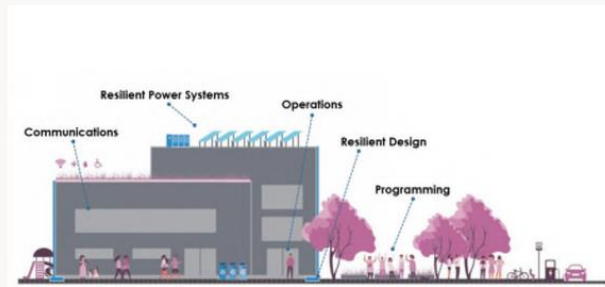 Resilient Power Systems
Operations
Communications
Resilient Design
Programming